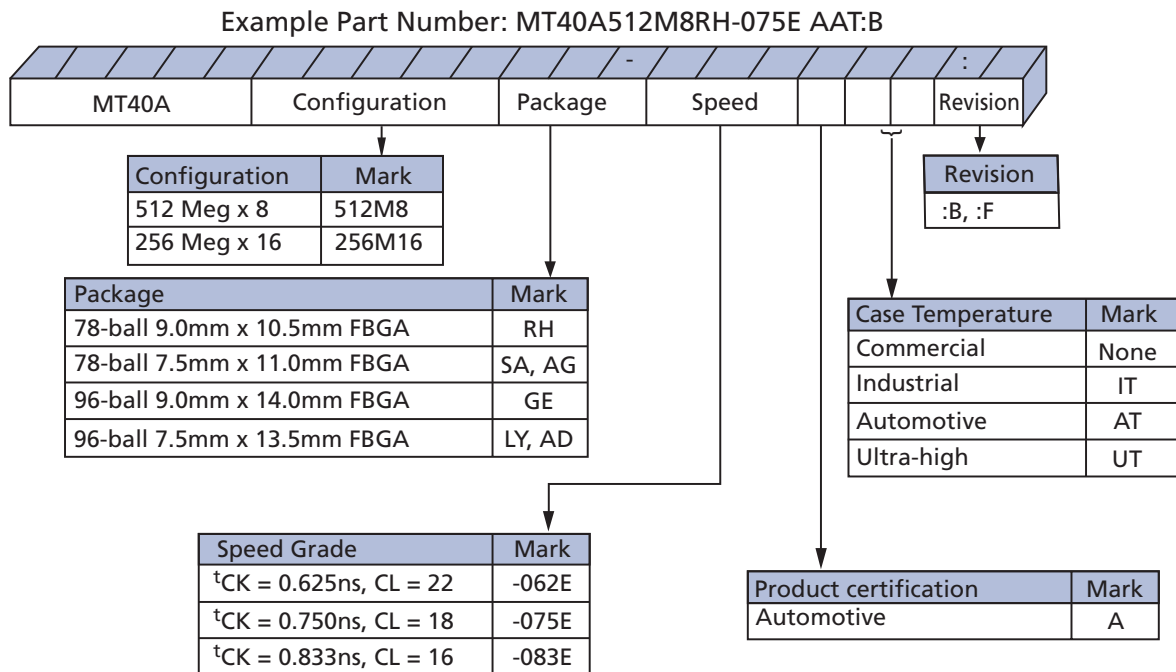 Example Part Number: MT40A512M8RH-075E AAT:B
- :
MT40A Configuration Package Speed Revision
Configuration Mark
512 Meg x 8 512M8
256 Meg x 16 256M16
Revision
:B, :F
Package Mark
78-ball 9.0mm x 10.5mm FBGA RH
78-ball 7.5mm x 11.0mm FBGA SA, AG
96-ball 9.0mm x 14.0mm FBGA GE
96-ball 7.5mm x 13.5mm FBGA LY, AD
Case Temperature Mark
Commercial None
Industrial IT
Automotive AT
Ultra-high UT
Speed Grade Mark
tCK = 0.625ns, CL = 22 -062E
tCK = 0.750ns, CL = 18 -075E
tCK = 0.833ns, CL = 16 -083E
Product certification Mark
Automotive A